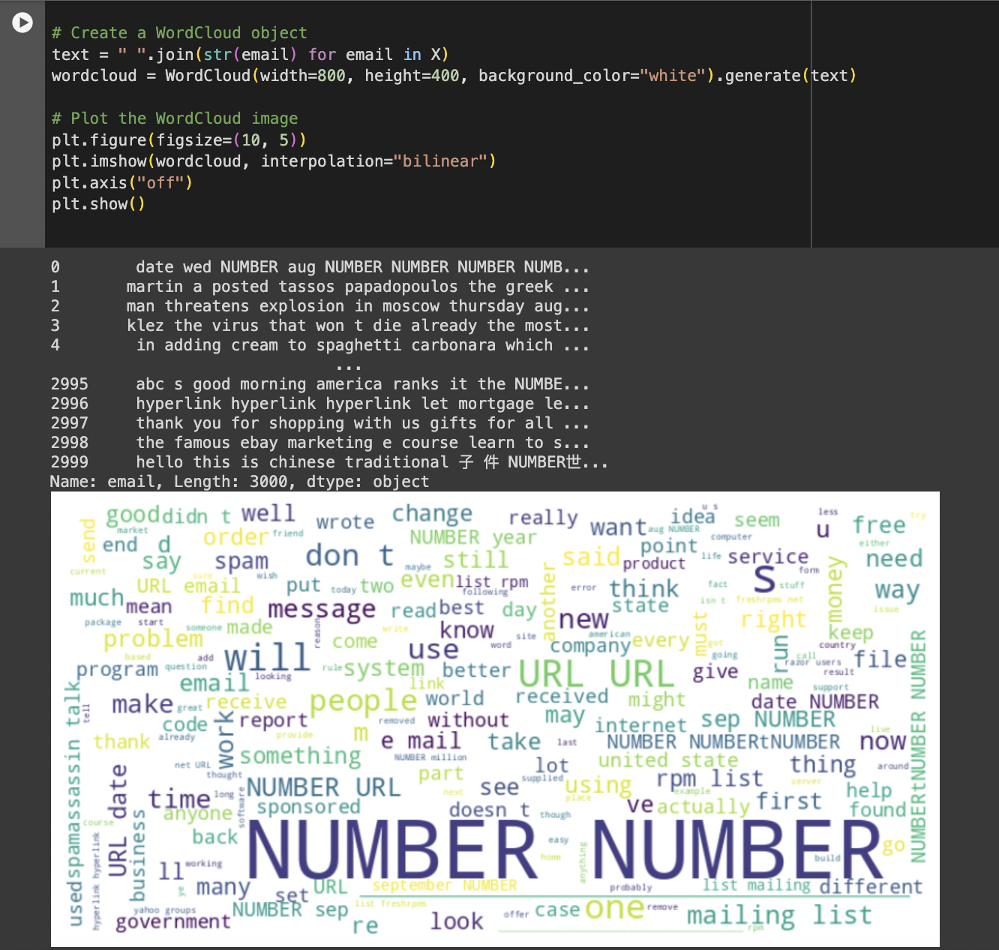 # Create a WordCloud object
text = " ".join(str(email) for email in X)
wordcloud = WordCloud(width=800, height=400, background_color="white").generate(text)
# Plot the WordCloud image
plt.figure(figsize=(10, 5))
plt.imshow(wordcloud, interpolation="bilinear")
plt.axis("off")
plt.show()
0 date wed NUMBER aug NUMBER NUMBER NUMBER NUMB...
1 martin a posted tassos papadopoulos the greek ...
2 man threatens explosion in moscow thursday aug...
3 klez the virus that won t die already the most...
4 in adding cream to spaghetti carbonara which ...
...
2995 abc s good morning america ranks it the NUMBE...
2996 hyperlink hyperlink hyperlink let mortgage le...
2997 thank you for shopping with us gifts for all ...
2998 the famous ebay marketing e course learn to s...
2999 hello this is chinese traditional 子 件 NUMBER世...
Name: email, Length: 3000, dtype: object
good
didn t
well
wrote
change
really
want
idea
u s
seem
less
u
free
try
send
market
end
d
order
friend
NUMBER year
aug NUMBER
computer
point
either
say
spam
don t
maybe
still
another
said
product
life
service
form
money
need
current
sure
wish
URL email
put
today
two
even
list rpm
following
error
think
fact
s
stuff
way
much
mean
find
message
read
best
day
state
isn t
freshrpms net
issue
package
start
someone
made
reason
write
know
site
new
american
must
right
keep
problem
come
use
word
company
every
got
run
country
based
add
will
rule
system
better
going
call
razor users
file
program
question
looking
link
URL URL
give
result
email
name
support
used
spamassassin talk
tell
make
great
receive
people
world
received
might
date NUMBER
NUMBERtNUMBER NUMBER NUMBER
code
already
work
report
provide
m
removed
without
may
internet
sep NUMBER
live
thank
e mail
take
last
NUMBER NUMBERtNUMBER
now
something
NUMBER million
net URL
thought
part
lot
supplied
united state
thing
around
URL date
time
long
software
NUMBER URL
next
see
using
place
rpm list
example
server
first
help
anyone
sponsored
doesn t
though
ve
actually
found
course
hyperlink hyperlink
business
back
NUMBER NUMBER
easy
home
anything
build
go
ll
working
ye
many
set
URL
september NUMBER
probably
list mailing
different
yahoo groups
government
NUMBER sep
list freshrpms
re
look
offer
case
one
remove
mailing list
rpm